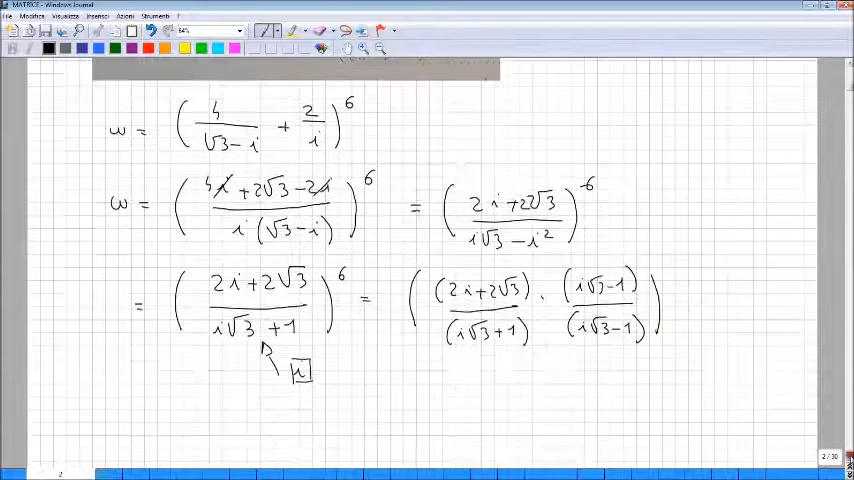 MATRICE - Windows Journal
File Modifica Visualizza Inserisci Azioni Strumenti ?
64%
ω = ( 4 / (√3 - i) + 2 / i )^6
ω = ( (4i + 2√3 - 2i) / (i(√3 - i)) )^6 = ( (2i + 2√3) / (i√3 - i²) )^6
= ( (2i + 2√3) / (i√3 + 1) )^6 = ( (2i + 2√3) / (i√3 + 1) · (i√3 - 1) / (i√3 - 1) )
2
2 / 30